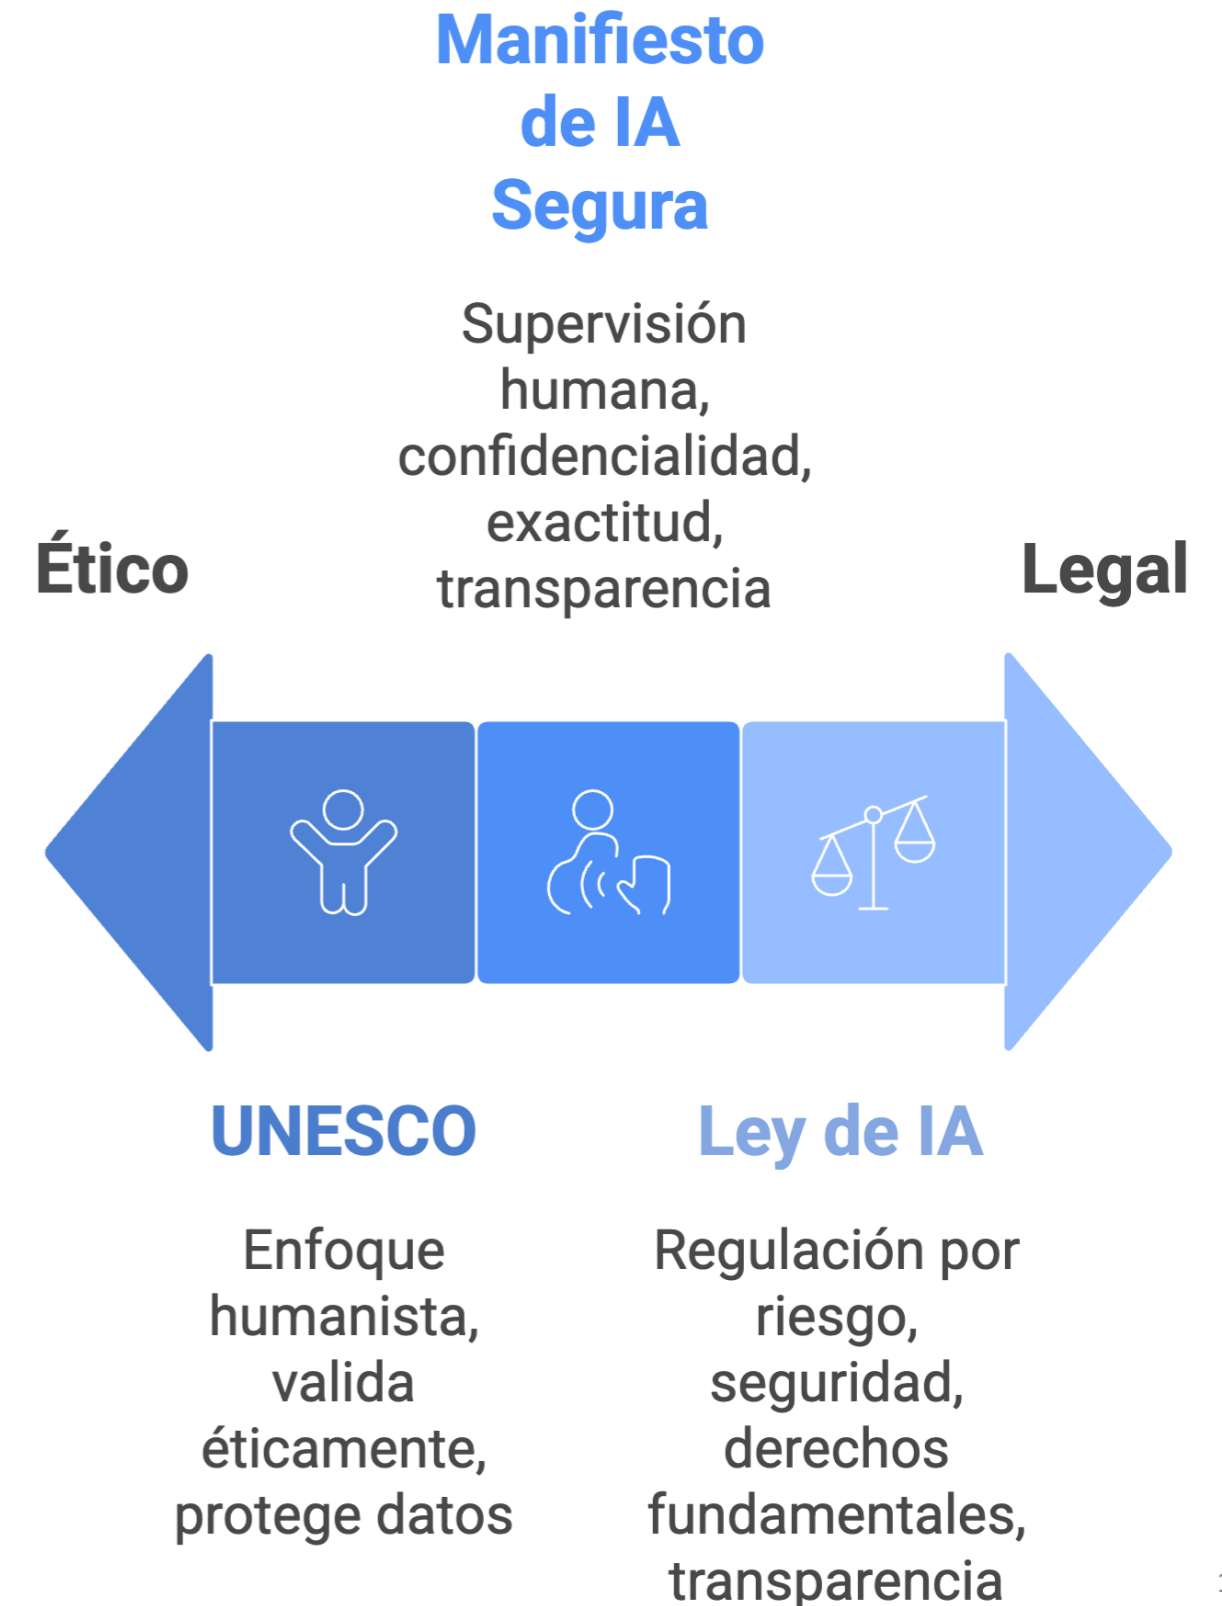 Manifiesto
de IA
Segura
Supervisión
humana,
confidencialidad,
exactitud,
transparencia
Ético
Legal
UNESCO
Enfoque
humanista,
valida
éticamente,
protege datos
Ley de IA
Regulación por
riesgo,
seguridad,
derechos
fundamentales,
transparencia